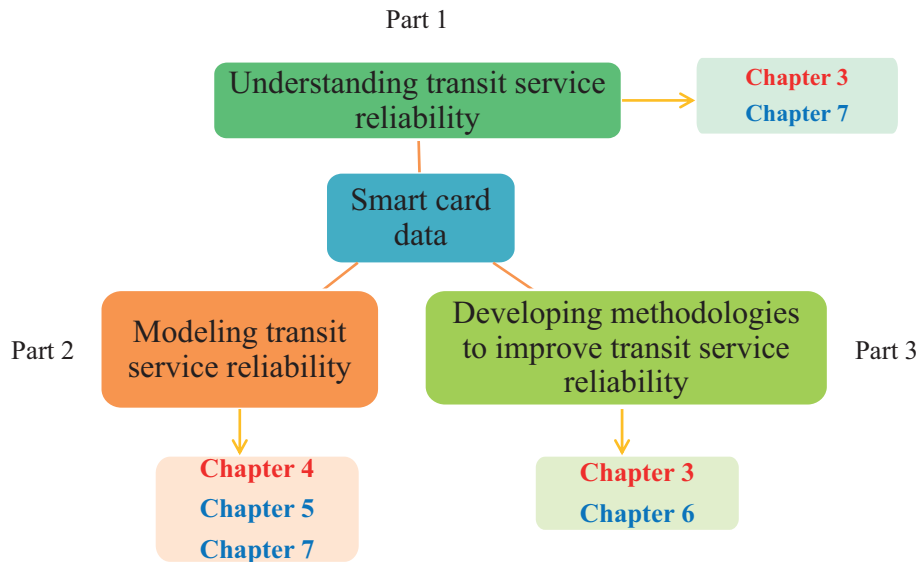 Part 1
Understanding transit service
reliability
Chapter 3
Chapter 7
Smart card
data
Part 2
Modeling transit
service reliability
Developing methodologies
to improve transit service
reliability
Part 3
Chapter 4
Chapter 5
Chapter 7
Chapter 3
Chapter 6